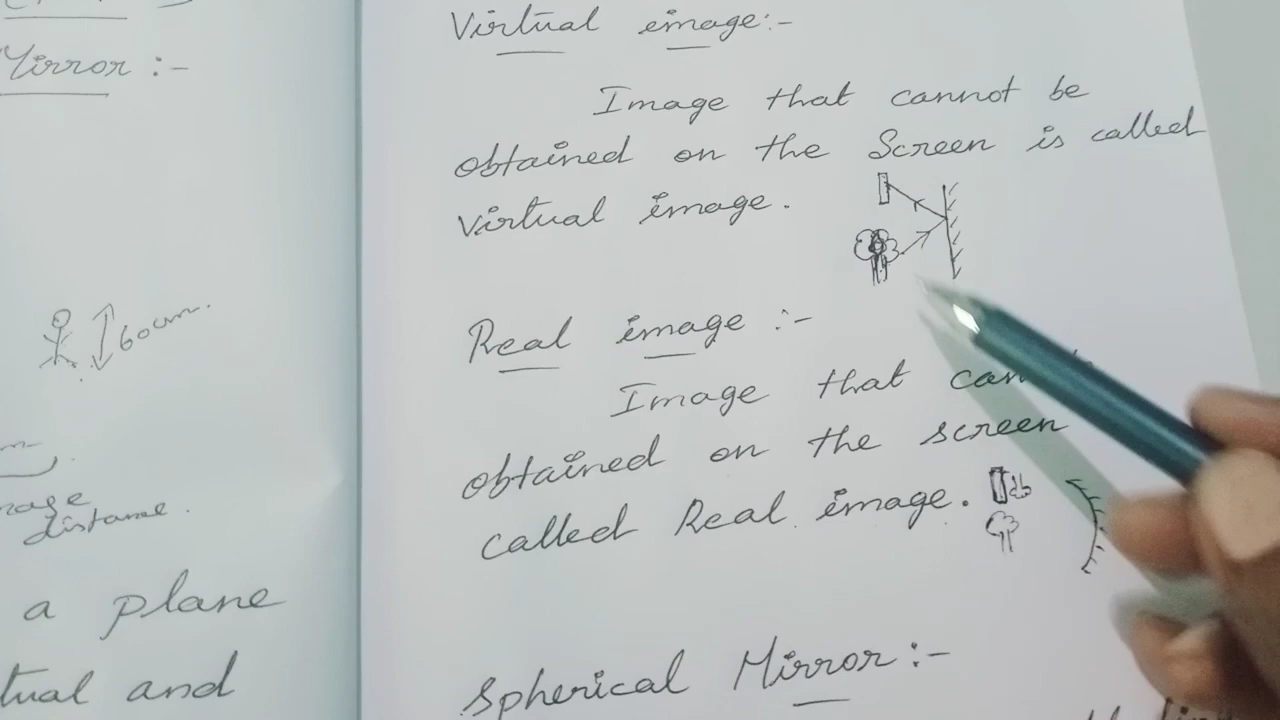 Mirror :-
60cm.
distance.
a plane
and
Virtual image:-
Image that cannot be
obtained on the Screen is called
Virtual image.
Real image :-
Image that can
obtained on the screen
called Real image.
Spherical Mirror :-